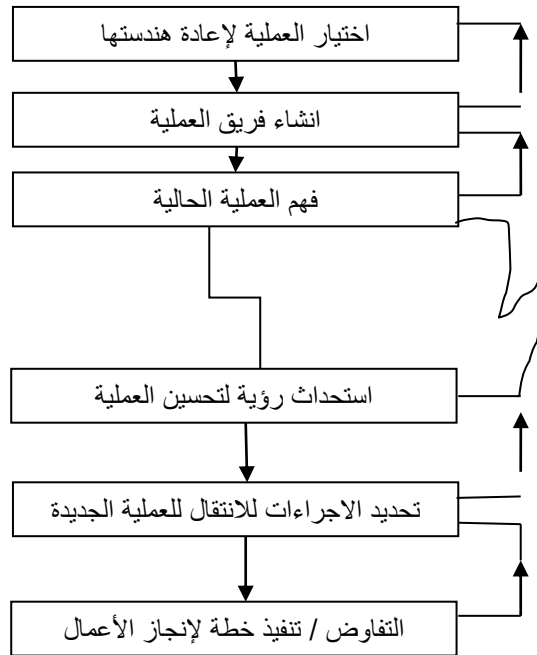 اختيار العملية لإعادة هندستها
انشاء فريق العملية
فهم العملية الحالية
استحداث رؤية لتحسين العملية
تحديد الاجراءات للانتقال للعملية الجديدة
التفاوض / تنفيذ خطة لإنجاز الأعمال